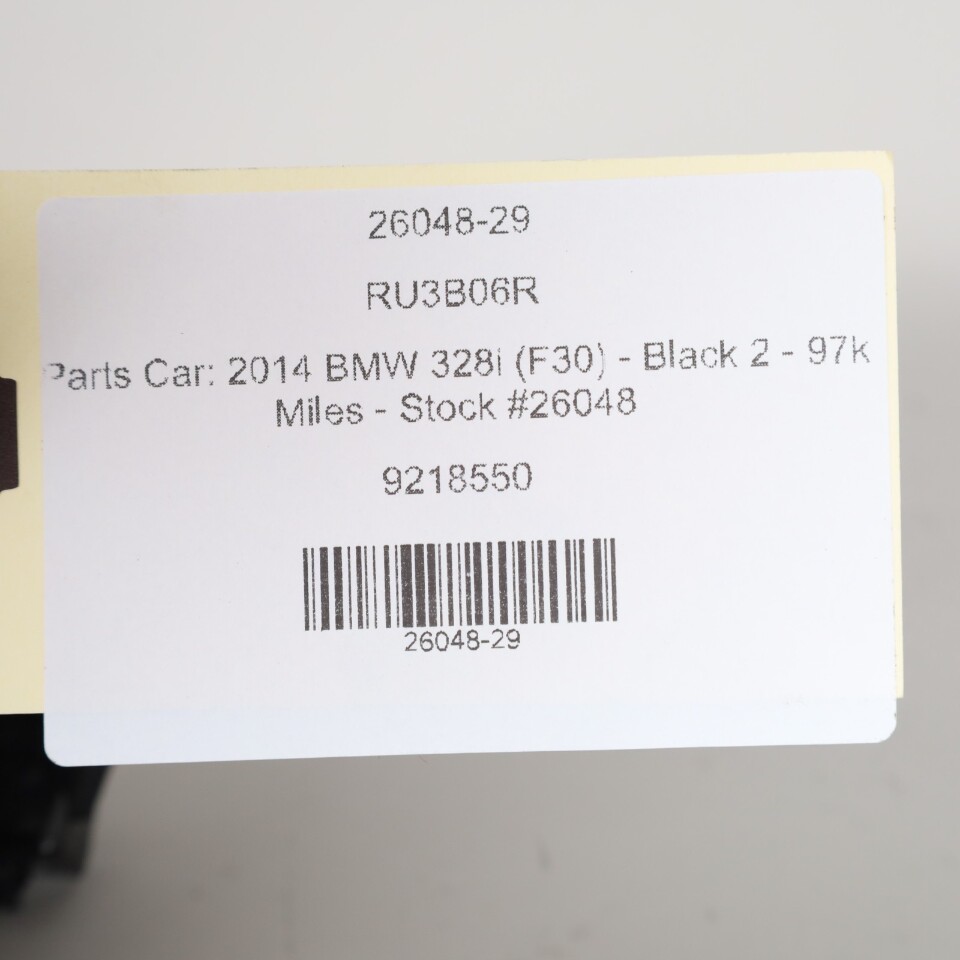 26048-29
RU3B06R
Parts Car: 2014 BMW 328i (F30) - Black 2 - 97k
Miles - Stock #26048
9218550
26048-29